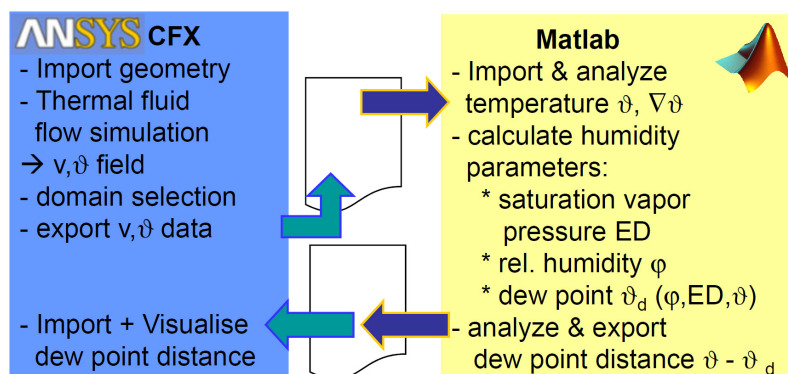 ANSYS CFX
- Import geometry
- Thermal fluid
flow simulation
→ v,ϑ field
- domain selection
- export v,ϑ data
- Import + Visualise
dew point distance
Matlab
- Import & analyze
temperature ϑ, ∇ϑ
- calculate humidity
parameters:
* saturation vapor
pressure ED
* rel. humidity φ
* dew point ϑd (φ,ED,ϑ)
- analyze & export
dew point distance ϑ - ϑ d